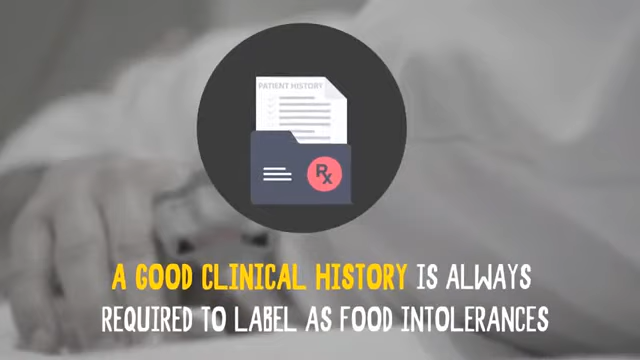 PATIENT HISTORY
Rx
A GOOD CLINICAL HISTORY IS ALWAYS
REQUIRED TO LABEL AS FOOD INTOLERANCES